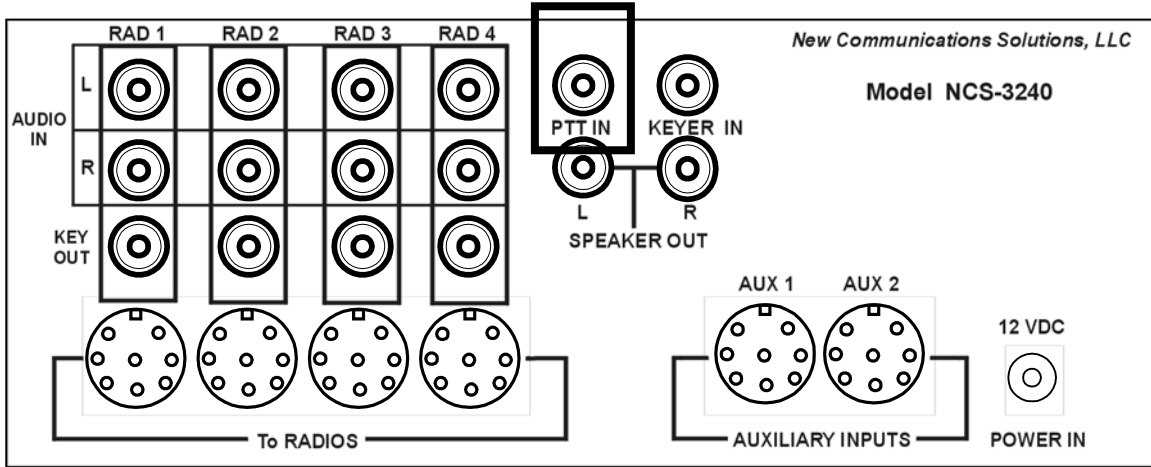 RAD 1 RAD 2 RAD 3 RAD 4
New Communications Solutions, LLC
Model NCS-3240
AUDIO
IN
L
R
KEY
OUT
PTT IN KEYER IN
L R
SPEAKER OUT
AUX 1 AUX 2
12 VDC
To RADIOS
AUXILIARY INPUTS
POWER IN